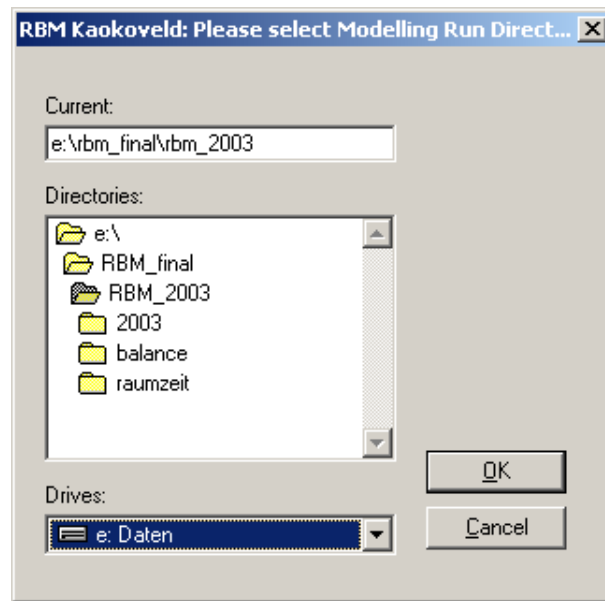 RBM Kaokoveld: Please select Modelling Run Direct...
Current:
e:\rbm_final\rbm_2003
Directories:
e:\
RBM_final
RBM_2003
2003
balance
raumzeit
OK
Drives:
e: Daten
Cancel